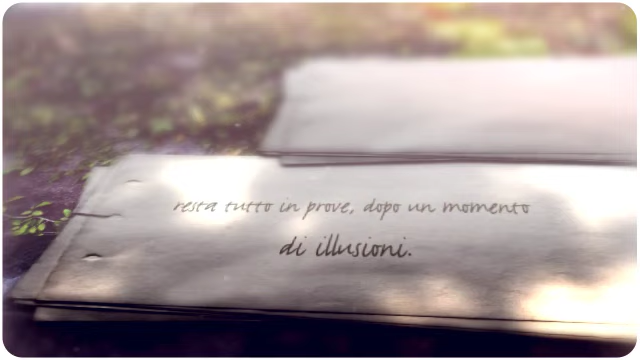 resta tutto in prove, dopo un momento
di illusioni.